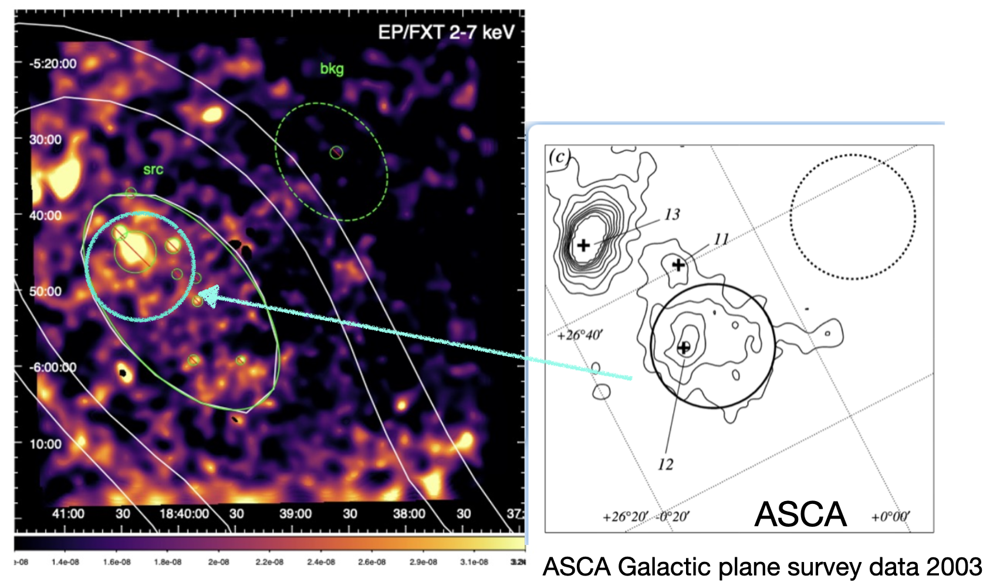 EP/FXT 2-7 keV
-5:20:00
bkg
30:00
src
40:00
50:00
-6:00:00
10:00
41:00 30 18:40:00 30 39:00 30 38:00 30 37:
1.4e-08 1.6e-08 1.8e-08 2e-08 2.2e-08 2.4e-08 2.6e-08 2.9e-08 3.1e-08
(c)
13
11
+26°40′
12
ASCA
+26°20′ -0°20′ +0°00′
ASCA Galactic plane survey data 2003